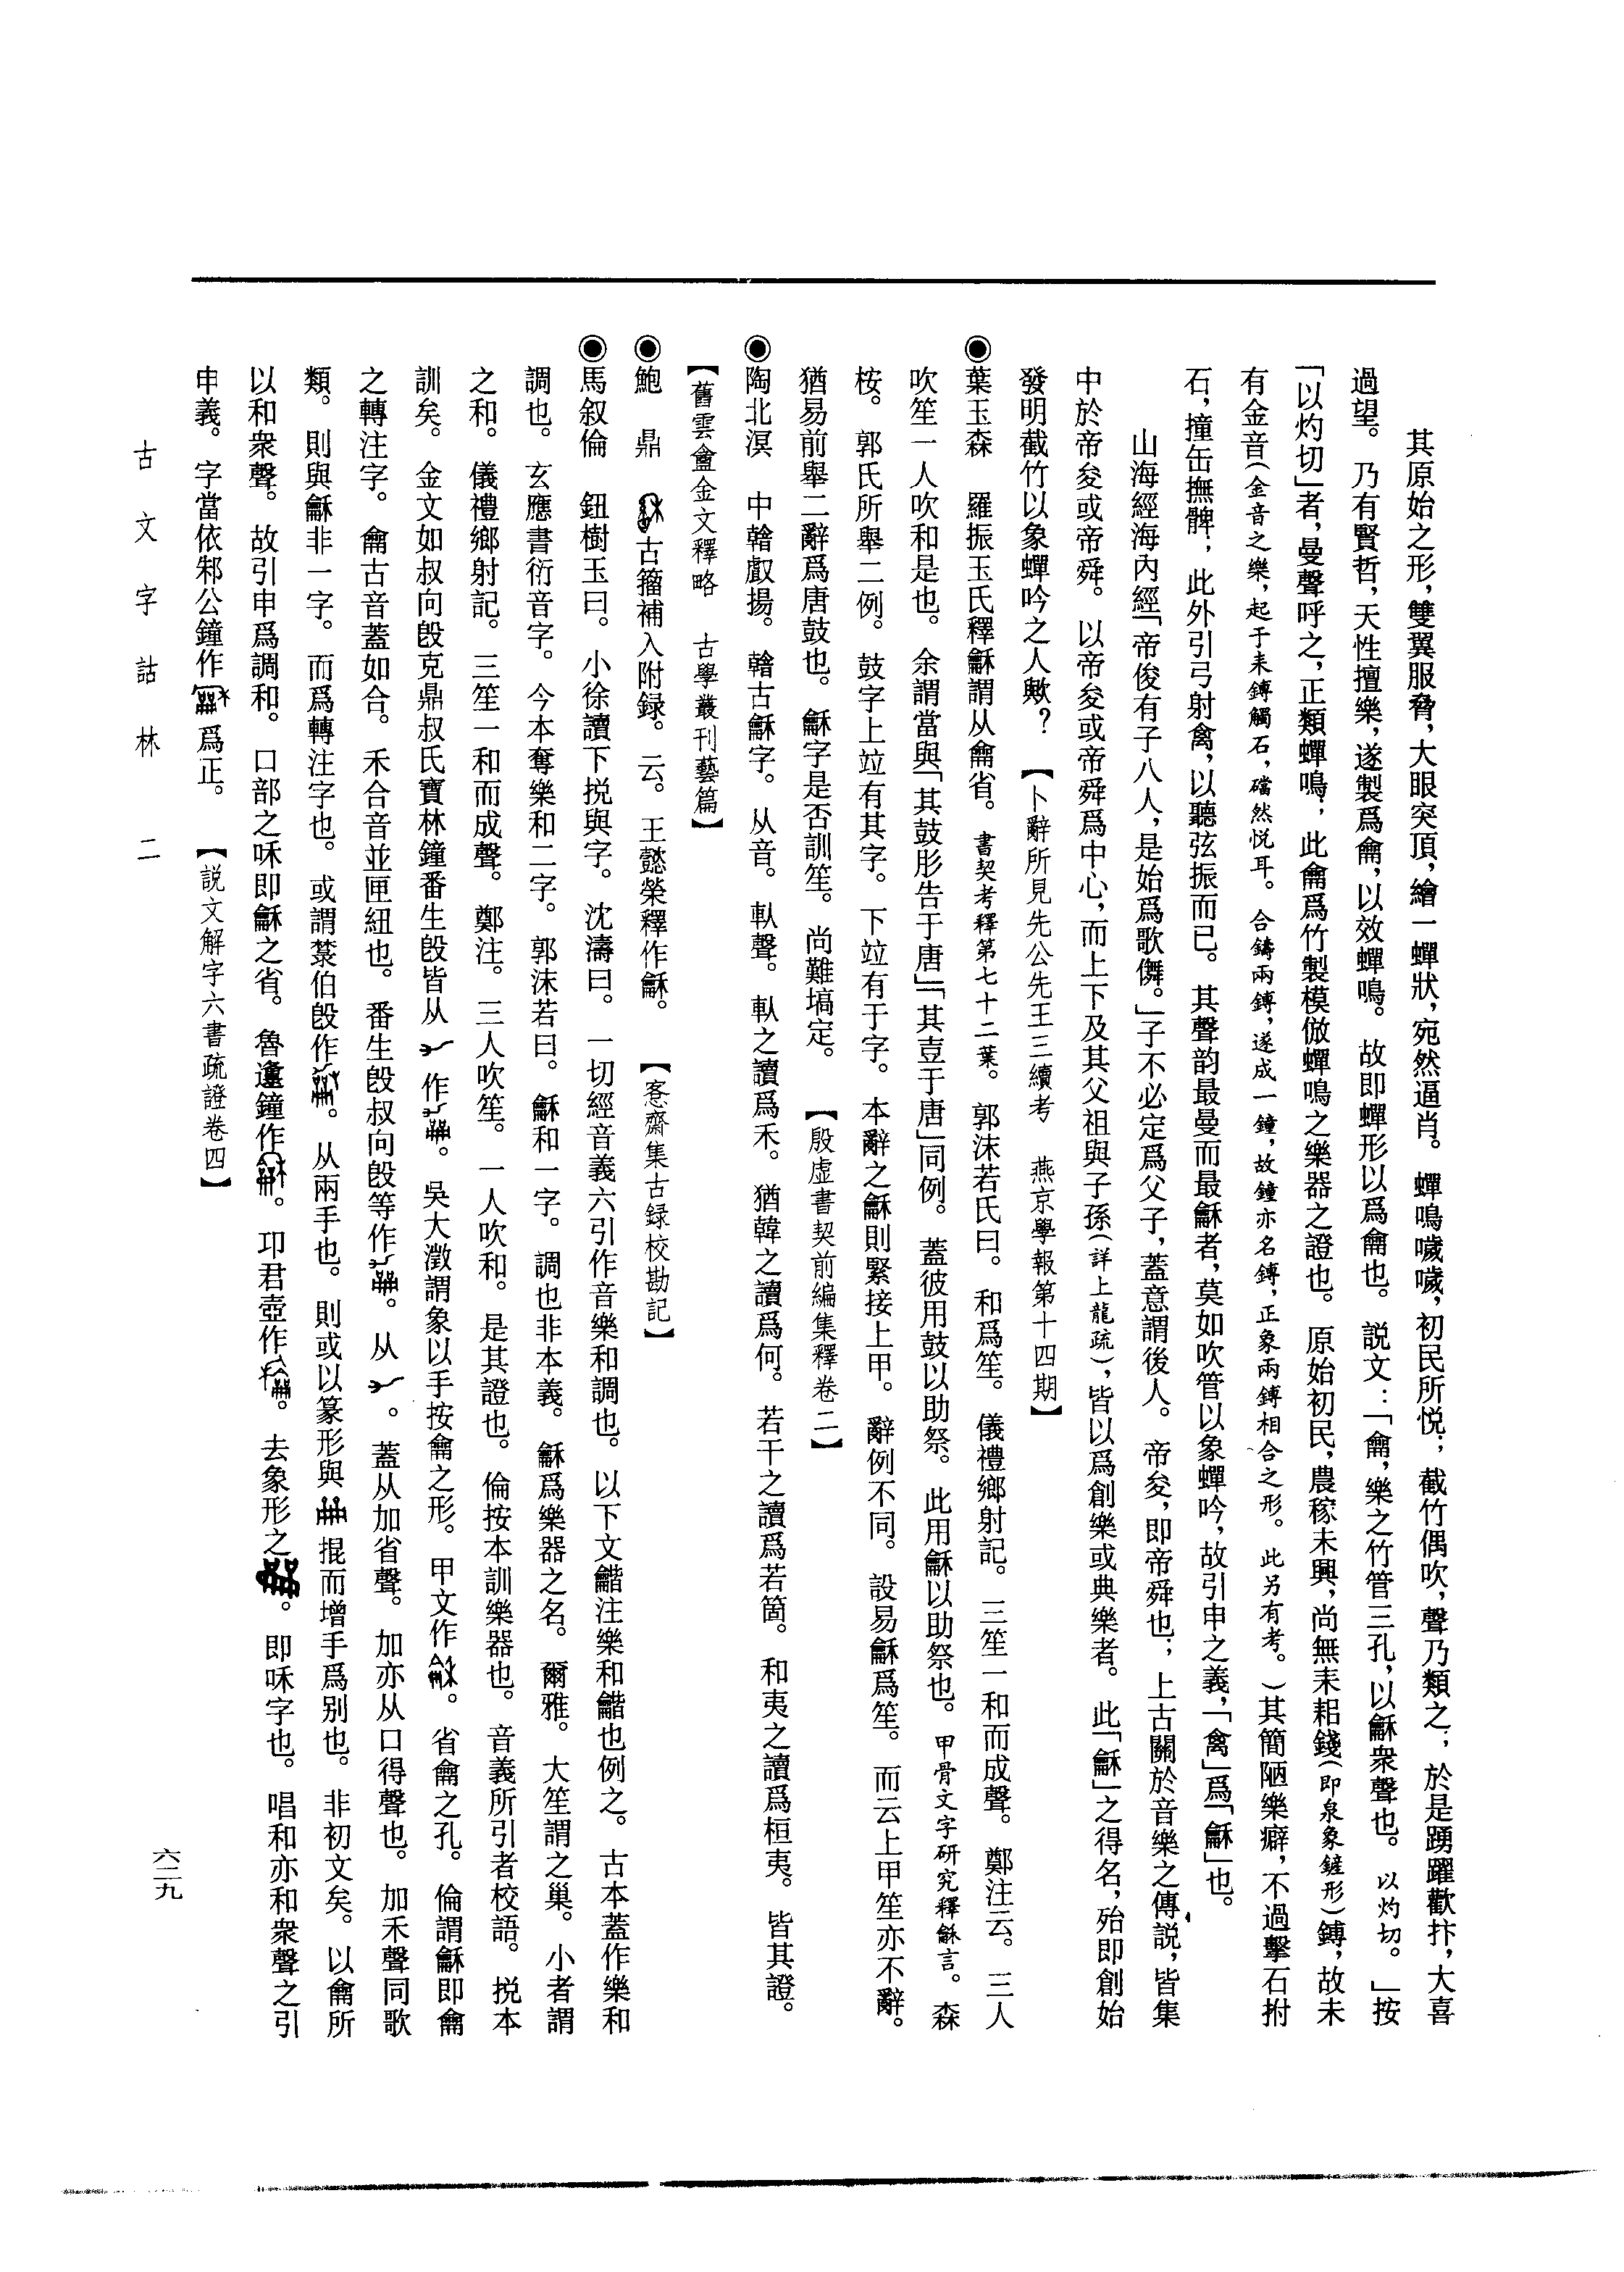 其原始之形，雙翼服脅，大眼突頂，繪一蟬狀，宛然逼肖。蟬鳴噦噦，初民所悦；截竹偶吹，聲乃類之；於是踴躍歡抃，大喜
過望。乃有賢哲，天性擅樂，遂製爲龠，以效蟬鳴。故即蟬形以爲龠也。説文：「龠，樂之竹管三孔，以龢衆聲也。以灼切。」按
「以灼切」者，曼聲呼之，正類蟬鳴；此龠爲竹製模倣蟬鳴之樂器之證也。原始初民，農稼未興，尚無耒耜錢（即泉象鏟形）鎛，故未
有金音（金音之樂，起于耒鎛觸石，礑然悦耳。合鑄兩鎛，遂成一鐘，故鐘亦名鎛，正象兩鎛相合之形。此另有考。）其簡陋樂癖，不過擊石拊
石，撞缶撫髀；此外引弓射禽，以聽弦振而已。其聲韵最曼而最龢者，莫如吹管以象蟬吟，故引申之義，「禽」爲「龢」也。
山海經海內經「帝俊有子八人，是始爲歌儛。」子不必定爲父子，蓋意謂後人。帝夋，即帝舜也；上古關於音樂之傳説，皆集
中於帝夋或帝舜。以帝夋或帝舜爲中心，而上下及其父祖與子孫（詳上龍疏），皆以爲創樂或典樂者。此「龢」之得名，殆即創始
發明截竹以象蟬吟之人歟？　【卜辭所見先公先王三續考　燕京學報第十四期】
◉葉玉森　羅振玉氏釋龢謂从龠省。書契考釋第七十二葉。郭沫若氏曰。和爲笙。儀禮鄉射記。三笙一和而成聲。鄭注云。三人
吹笙一人吹和是也。余謂當與「其鼓肜告于唐」「其壴于唐」同例。蓋彼用鼓以助祭。此用龢以助祭也。甲骨文字研究釋龢言。森
桉。郭氏所舉二例。鼓字上竝有其字。下竝有于字。本辭之龢則緊接上甲。辭例不同。設易龢爲笙。而云上甲笙亦不辭。
猶易前舉二辭爲唐鼓也。龢字是否訓笙。尚難塙定。　【殷虛書契前編集釋卷二】
◉陶北溟　中韽叡揚。古龢字。从音。倝聲。倝之讀爲禾。猶韓之讀爲何。若干之讀爲若箇。和夷之讀爲桓夷。皆其證。
【舊雲盦金文釋略　古學叢刊藝篇】
◉鮑　鼎　古籀補入附録。云。王懿榮釋作龢。　【愙齋集古録校勘記】
◉馬叙倫　鈕樹玉曰。小徐讀下挩與字。沈濤曰。一切經音義六引作音樂和調也。以下文龤注樂和龤也例之。古本蓋作樂和
調也。玄應書衍音字。今本奪樂和二字。郭沫若曰。龢和一字。調也非本義。龢爲樂器之名。爾雅。大笙謂之巢。小者謂
之和。儀禮鄉射記。三笙一和而成聲。鄭注。三人吹笙。一人吹和。是其證也。倫按本訓樂器也。音義所引者校語。挩本
訓矣。金文如叔向𣪘克鼎叔氏寶林鐘番生𣪘皆从作。吳大澂謂象以手按龠之形。甲文作。省龠之孔。倫謂龢即龠
之轉注字。龠古音蓋如合。禾合音並匣紐也。番生𣪘叔向𣪘等作。从。蓋从加省聲。加亦从口得聲也。加禾聲同歌
類。則與龢非一字。而爲轉注字也。或謂䵼伯𣪘作。从兩手也。則或以篆形與掍而增手爲别也。非初文矣。以龠所
以和衆聲。故引申爲調和。口部之咊即龢之省。魯邍鐘作。邛君壺作。去象形之。即咊字也。唱和亦和衆聲之引
申義。字當依邾公鐘作爲正。　【説文解字六書疏證卷四】
古文字詁林　二
六二九